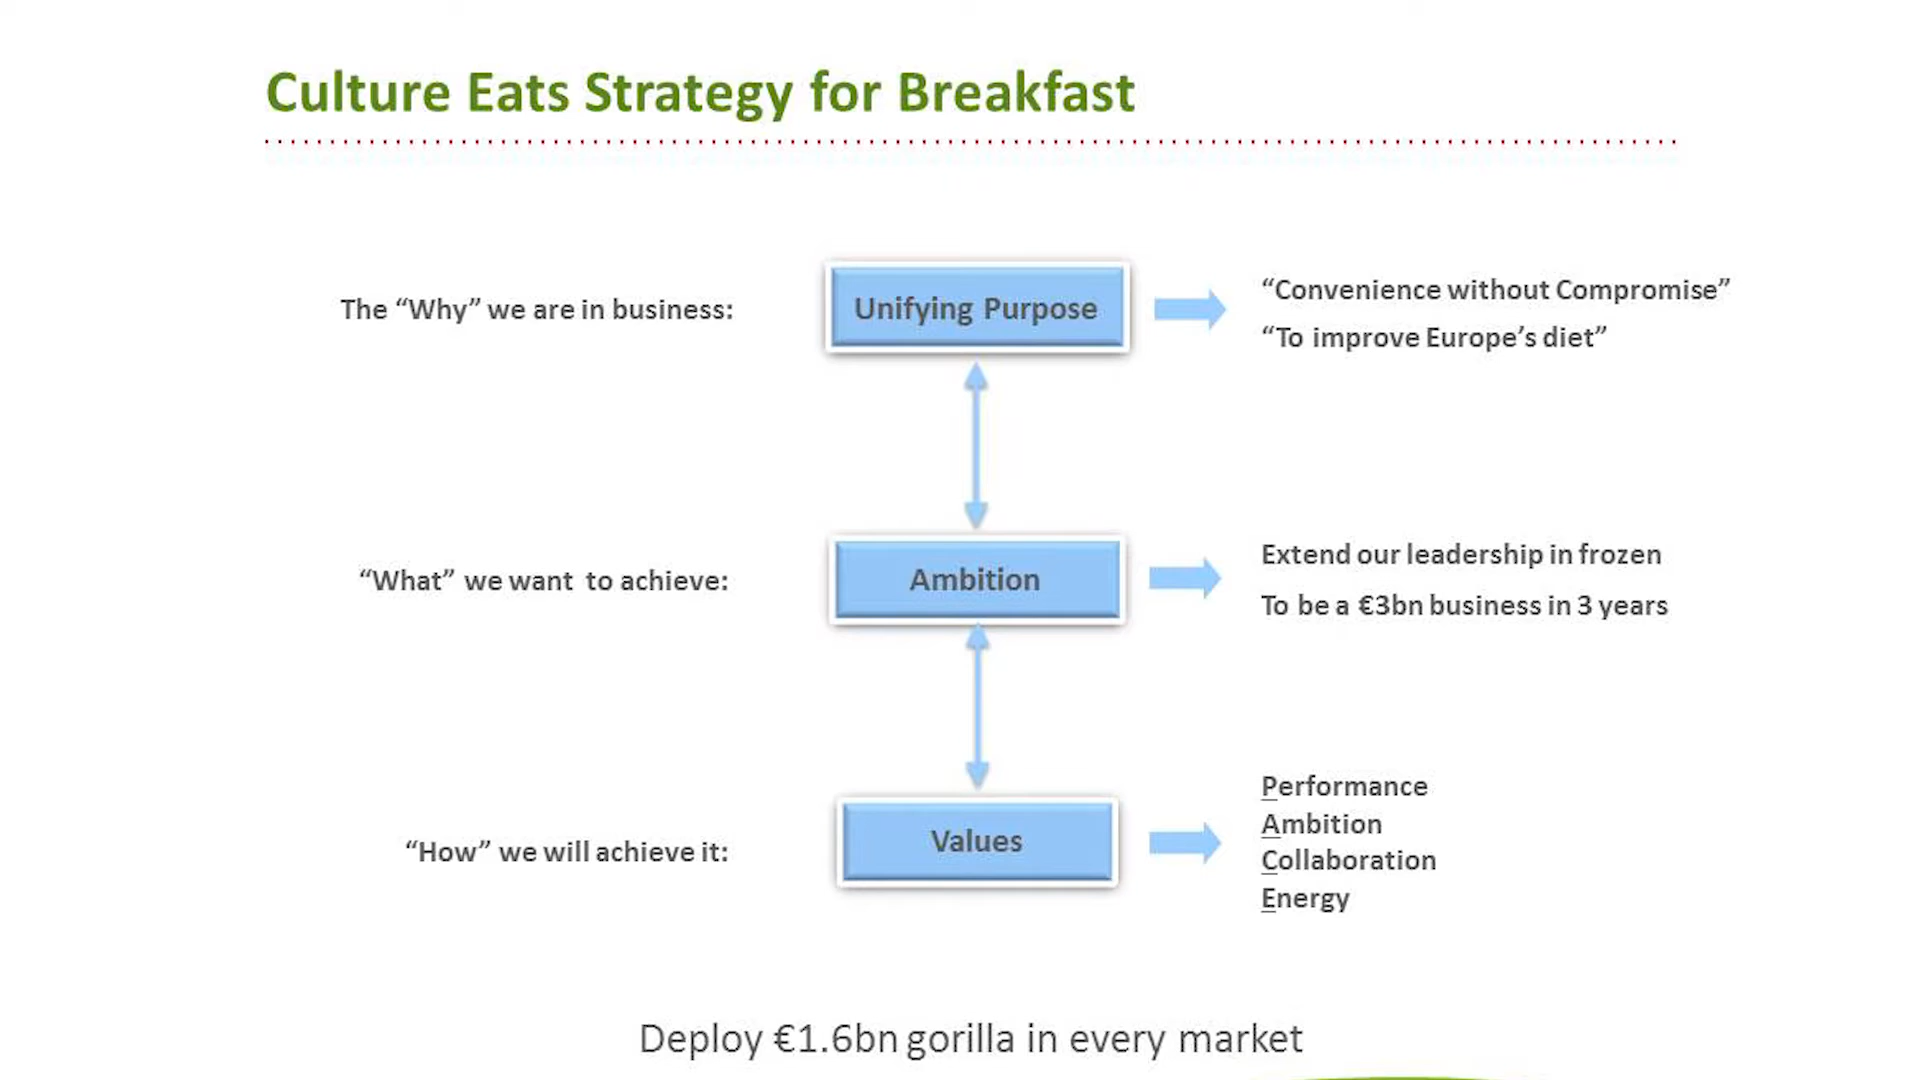 Culture Eats Strategy for Breakfast
The “Why” we are in business:
Unifying Purpose
“Convenience without Compromise”
“To improve Europe’s diet”
“What” we want to achieve:
Ambition
Extend our leadership in frozen
To be a €3bn business in 3 years
“How” we will achieve it:
Values
Performance
Ambition
Collaboration
Energy
Deploy €1.6bn gorilla in every market